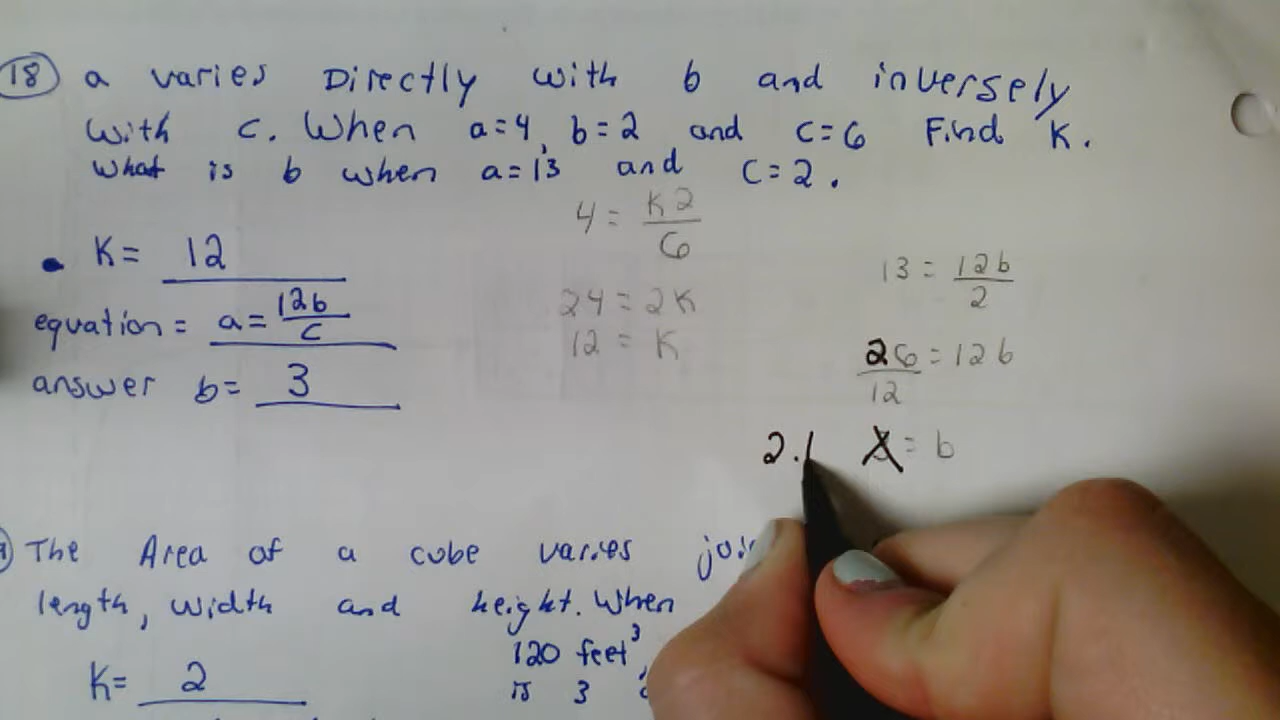 18 a varies Directly with b and inversely
with c. When a=4, b=2 and c=6 Find K.
What is b when a=13 and c=2.
4 = K2/6
K= 12
13 = 12b/2
24 = 2K
equation = a= 12b/c
12 = K
26 = 12b
12
answer b= 3
2.1 = b
The Area of a cube varies
length, width and height. When
120 feet³
K= 2
is 3